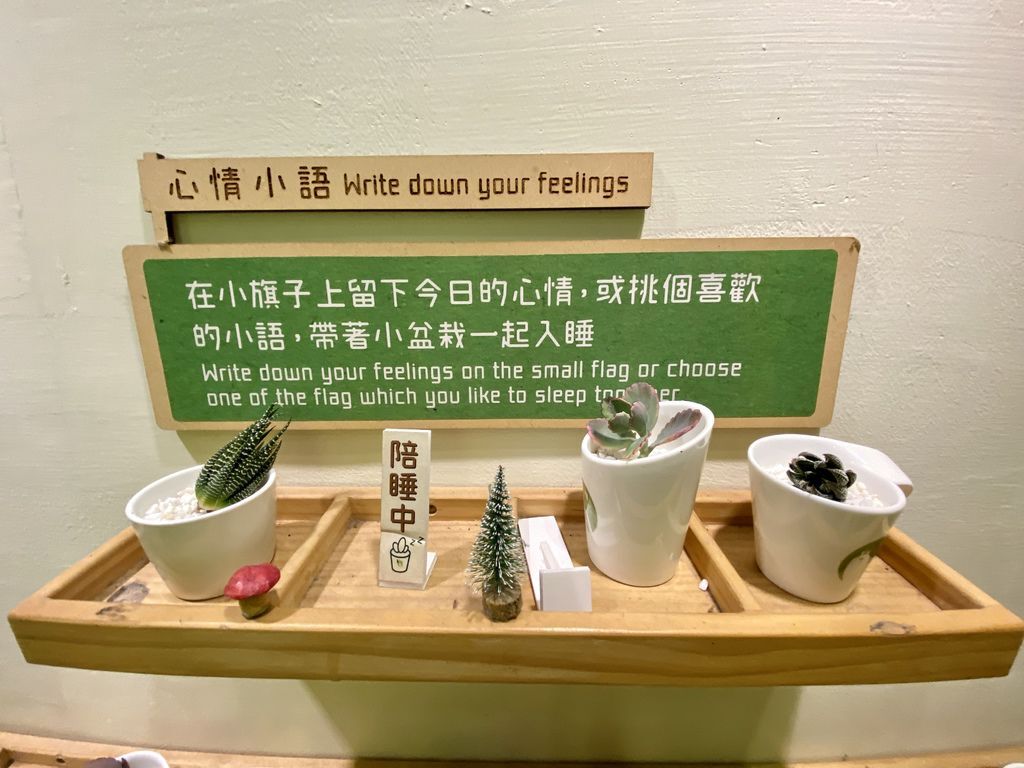 心情小語 Write down your feelings
在小旗子上留下今日的心情，或挑個喜歡
的小語，帶著小盆栽一起入睡
Write down your feelings on the small flag or choose
one of the flag which you like to sleep
陪睡中
zz